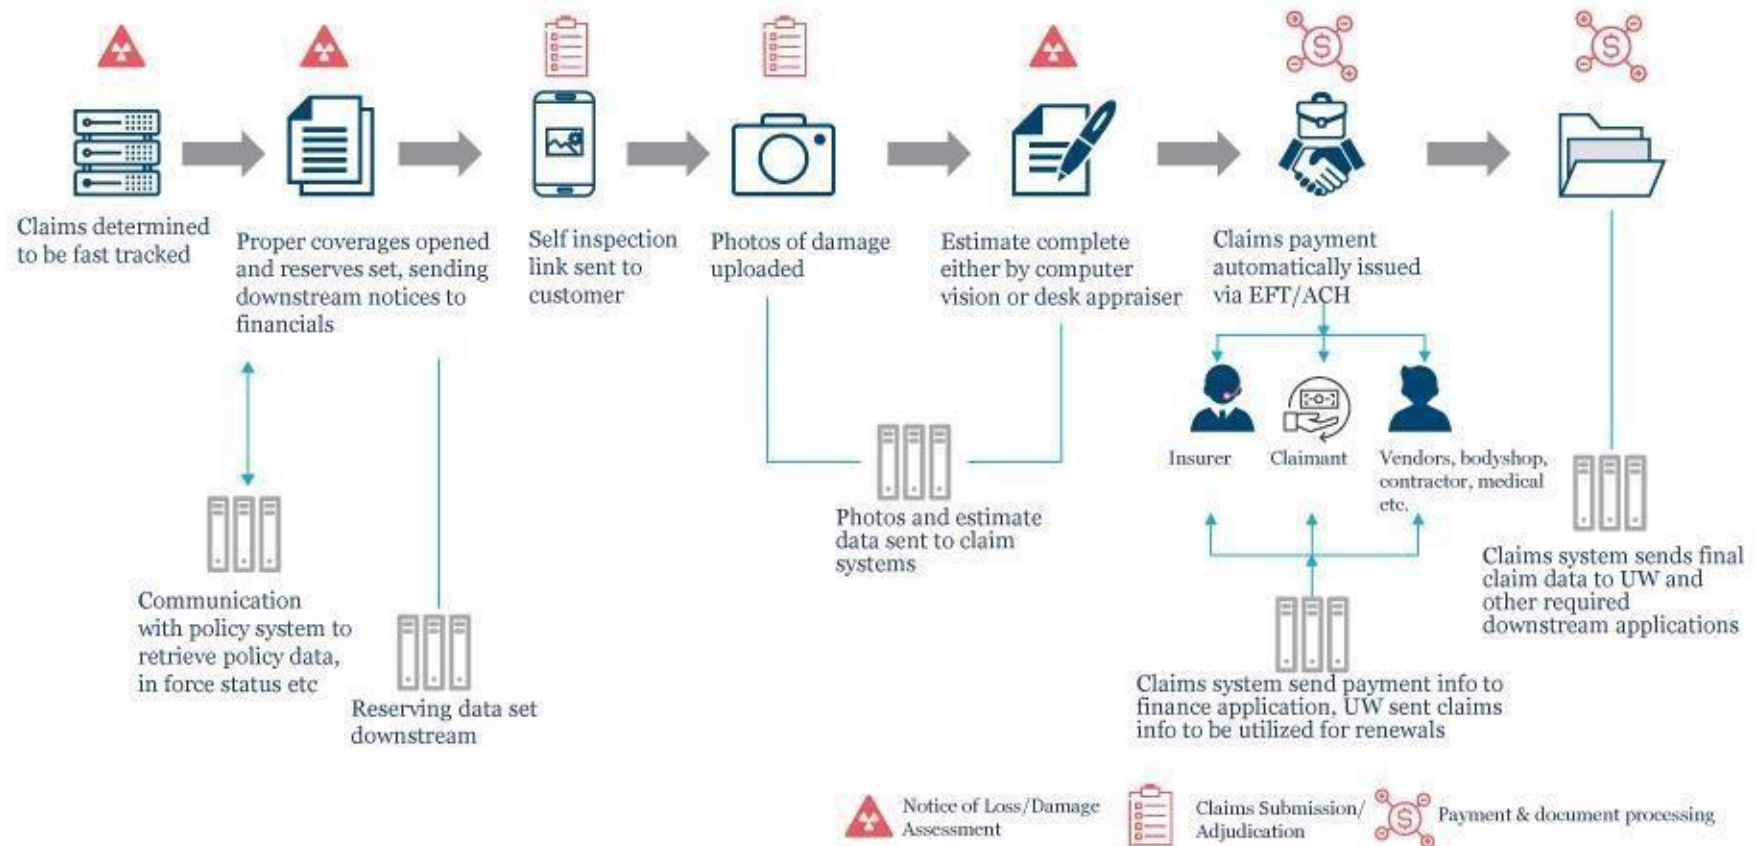 Claims determined
to be fast tracked
Proper coverages opened
and reserves set, sending
downstream notices to
financials
Self inspection
link sent to
customer
Photos of damage
uploaded
Estimate complete
either by computer
vision or desk appraiser
Claims payment
automatically issued
via EFT/ACH
Insurer
Claimant
Vendors, bodyshop,
contractor, medical
etc.
Communication
with policy system to
retrieve policy data,
in force status etc
Reserving data set
downstream
Photos and estimate
data sent to claim
systems
Claims system send payment info to
finance application, UW sent claims
info to be utilized for renewals
Claims system sends final
claim data to UW and
other required
downstream applications
Notice of Loss/Damage
Assessment
Claims Submission/
Adjudication
Payment & document processing